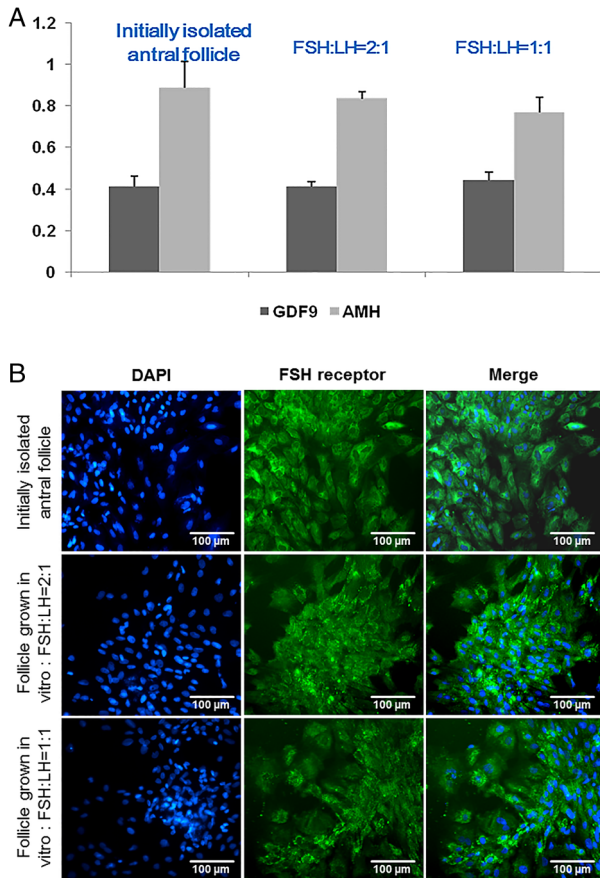 A
1.2
1
0.8
0.6
0.4
0.2
0
Initially isolated
antral follicle
FSH:LH=2:1
FSH:LH=1:1
GDF9
AMH
B
DAPI
FSH receptor
Merge
Initially isolated
antral follicle
100 µm
100 µm
100 µm
Follicle grown in
vitro : FSH:LH=2:1
100 µm
100 µm
100 µm
Follicle grown in
vitro : FSH:LH=1:1
100 µm
100 µm
100 µm